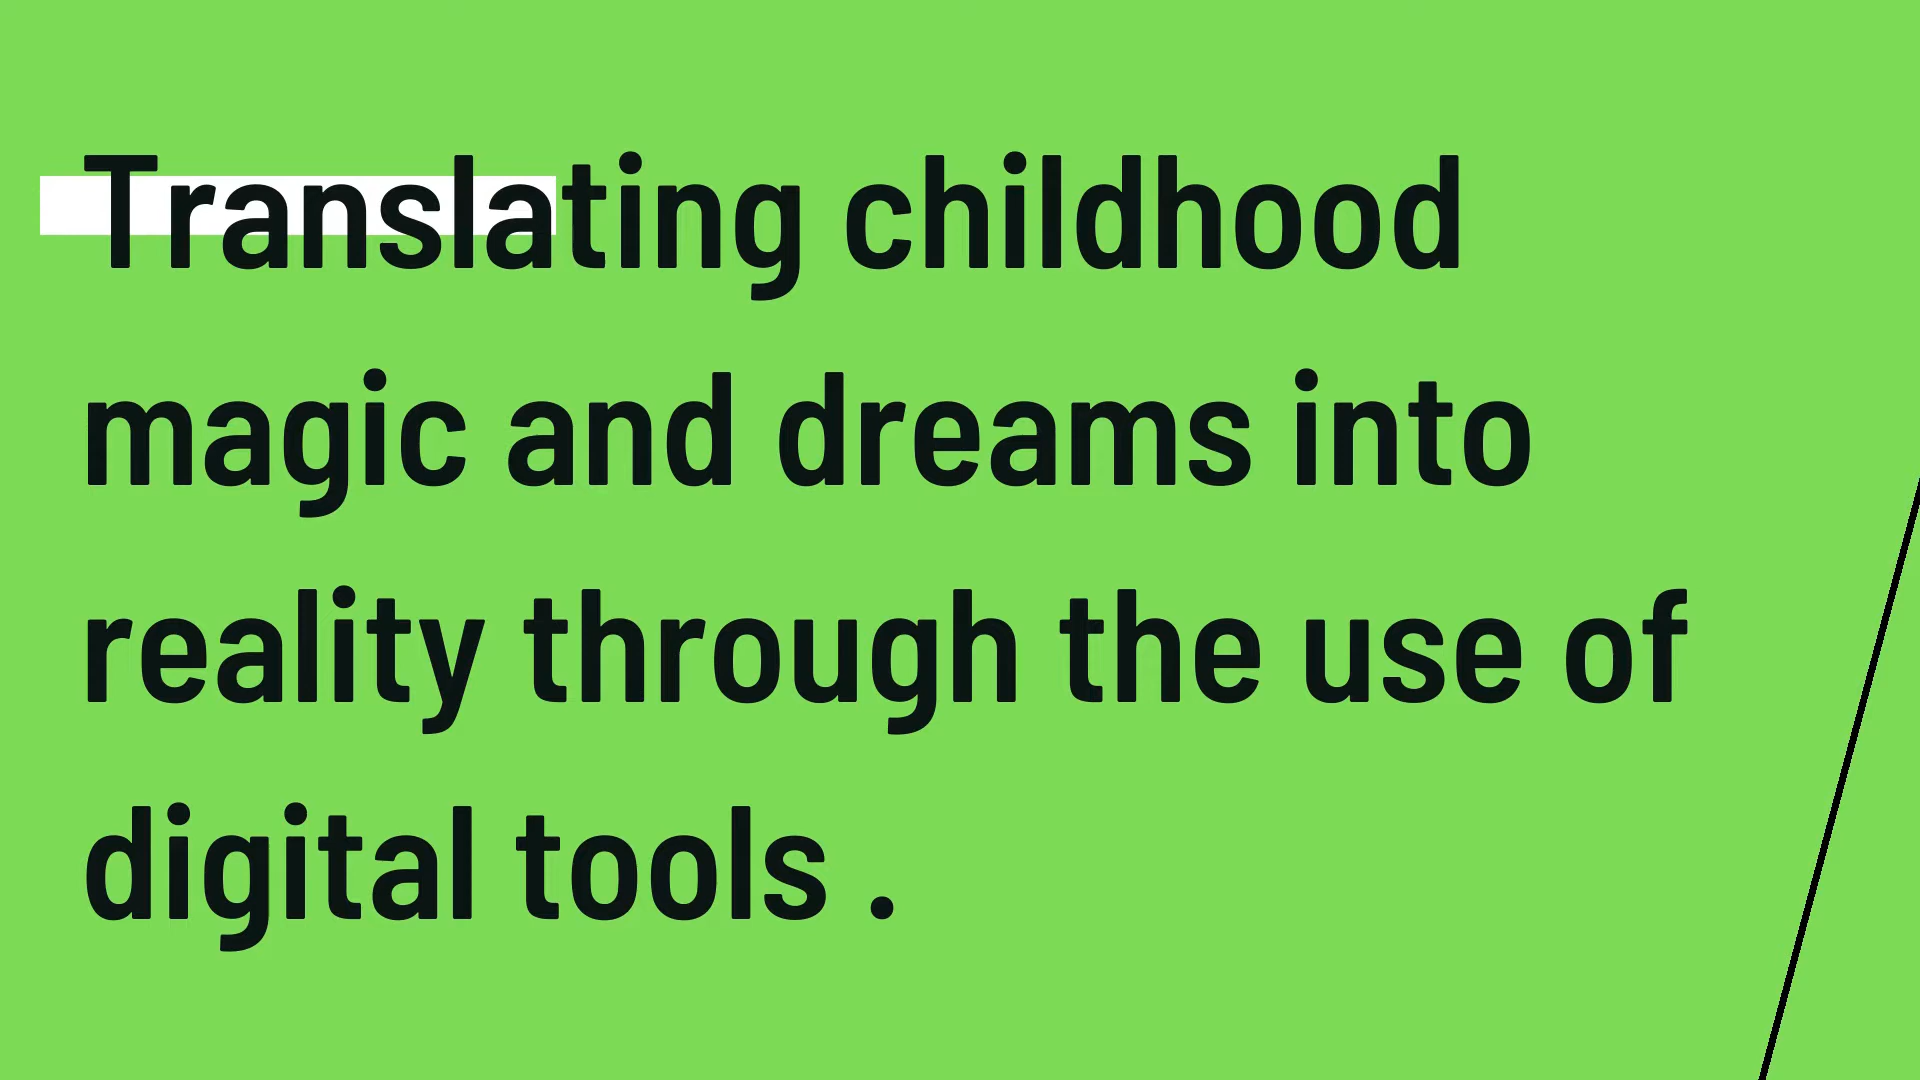 Translating childhood
magic and dreams into
reality through the use of
digital tools .